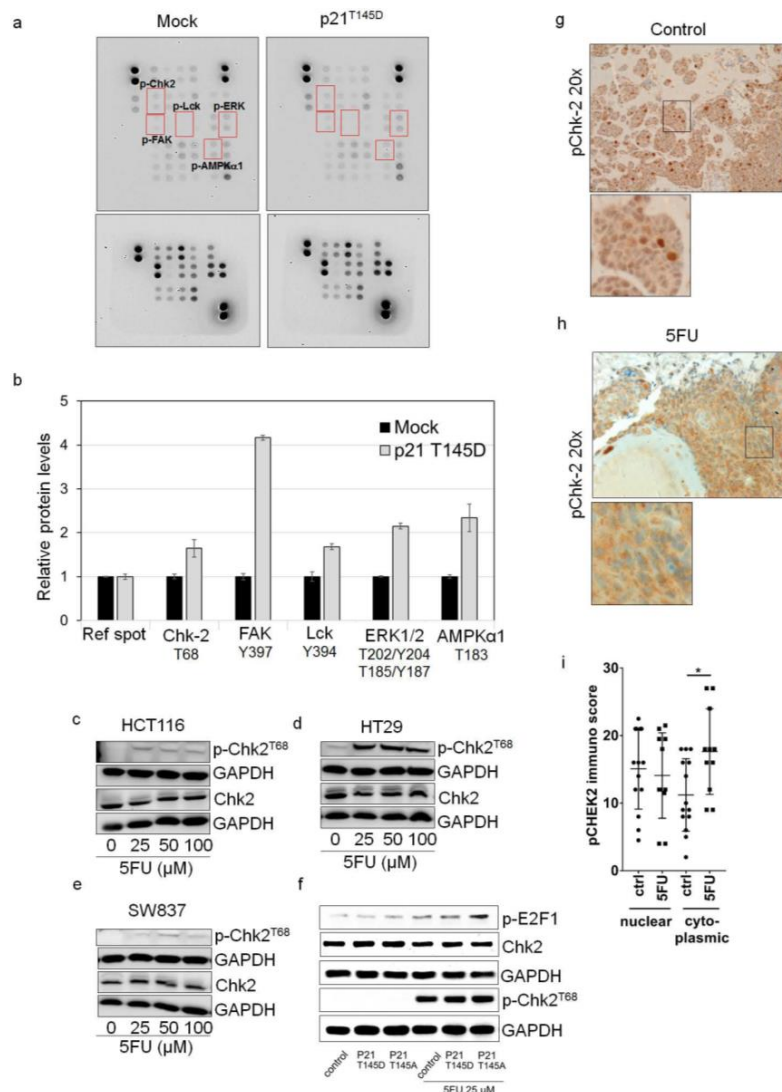 a
Mock
p21T145D
p-Chk2
p-Lck
p-ERK
p-FAK
p-AMPKα1
b
Relative protein levels
5
4
3
2
1
0
Mock
p21 T145D
Ref spot
Chk-2
T68
FAK
Y397
Lck
Y394
ERK1/2
T202/Y204
T185/Y187
AMPKα1
T183
c
HCT116
p-Chk2T68
GAPDH
Chk2
GAPDH
0 25 50 100
5FU (µM)
d
HT29
p-Chk2T68
GAPDH
Chk2
GAPDH
0 25 50 100
5FU (µM)
e
SW837
p-Chk2T68
GAPDH
Chk2
GAPDH
0 25 50 100
5FU (µM)
f
p-E2F1
Chk2
GAPDH
p-Chk2T68
GAPDH
control
P21 T145D
P21 T145A
control
P21 T145D
P21 T145A
5FU 25 µM
g
Control
pChk-2 20x
h
5FU
pChk-2 20x
i
pCHEK2 immuno score
30
20
10
0
*
ctrl
5FU
ctrl
5FU
nuclear
cyto-
plasmic